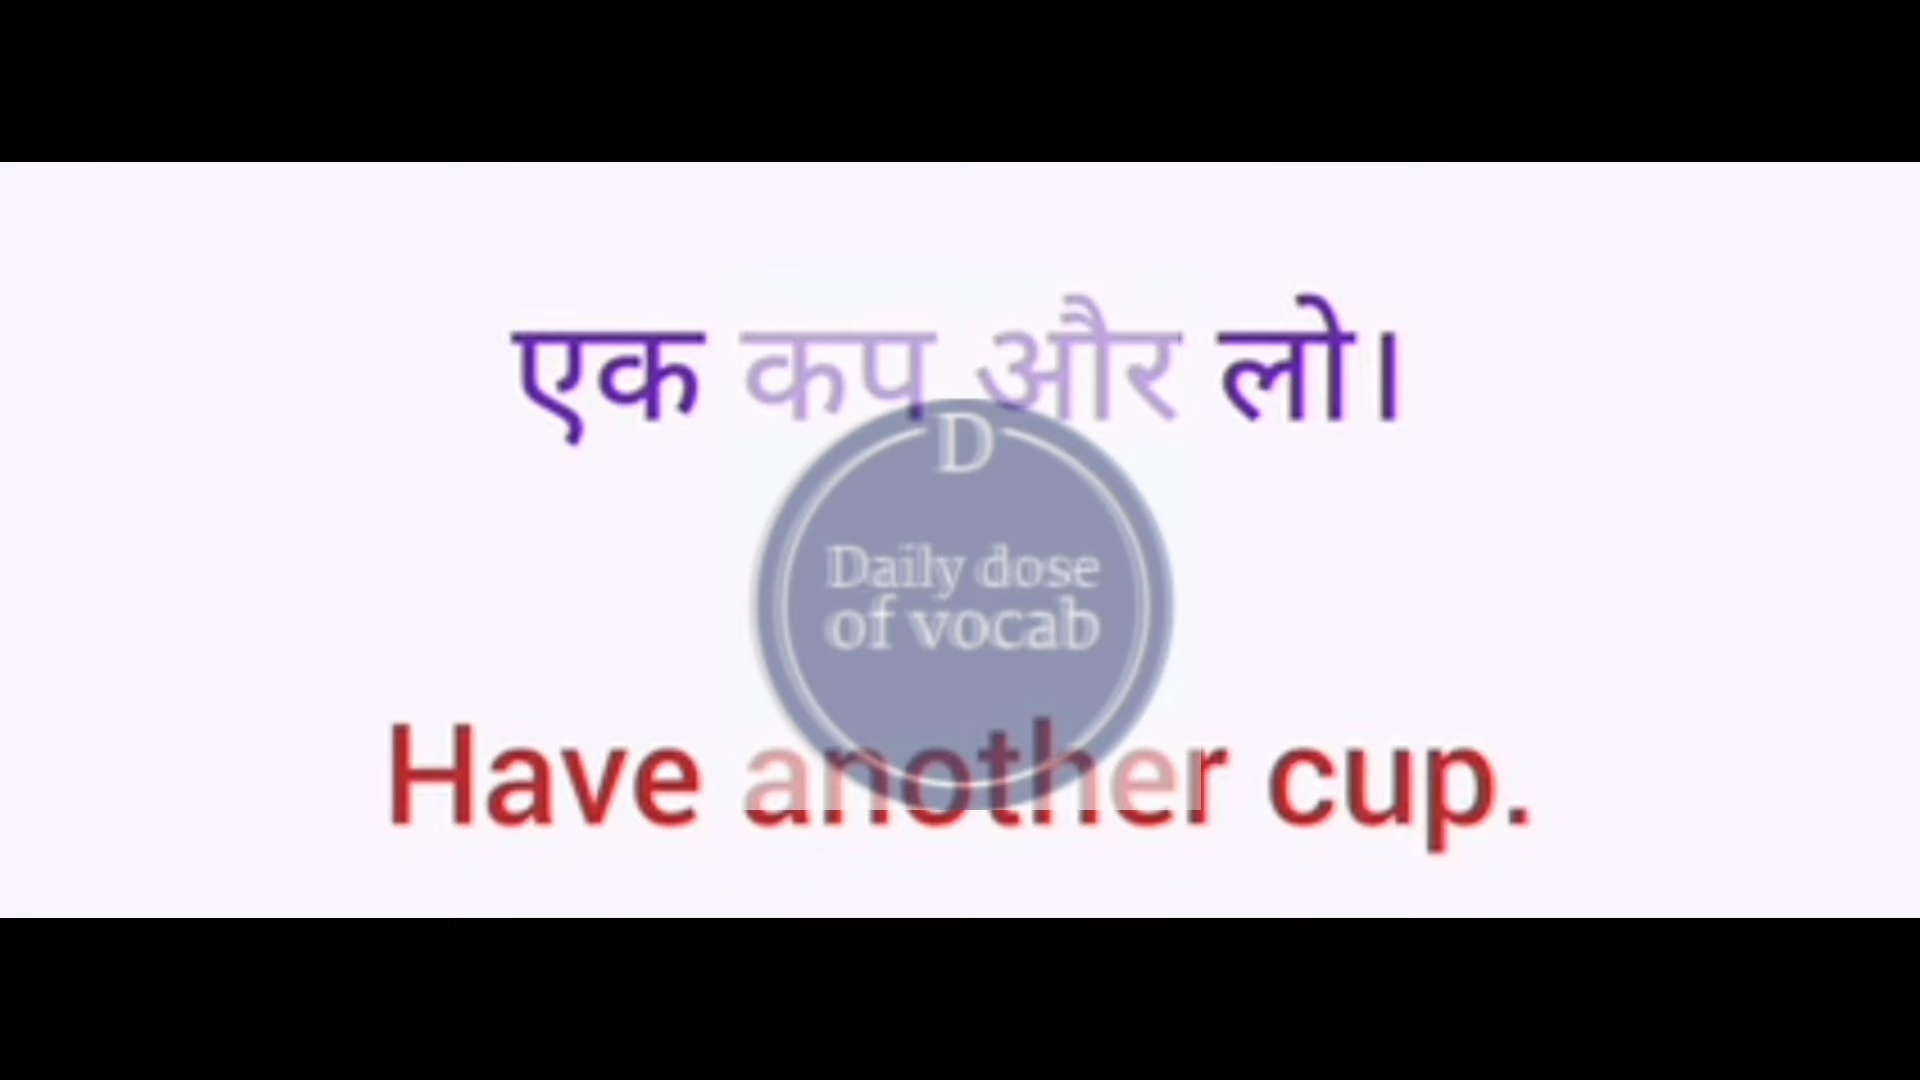 एक कप और लो।
D
Daily dose
of vocab
Have another cup.